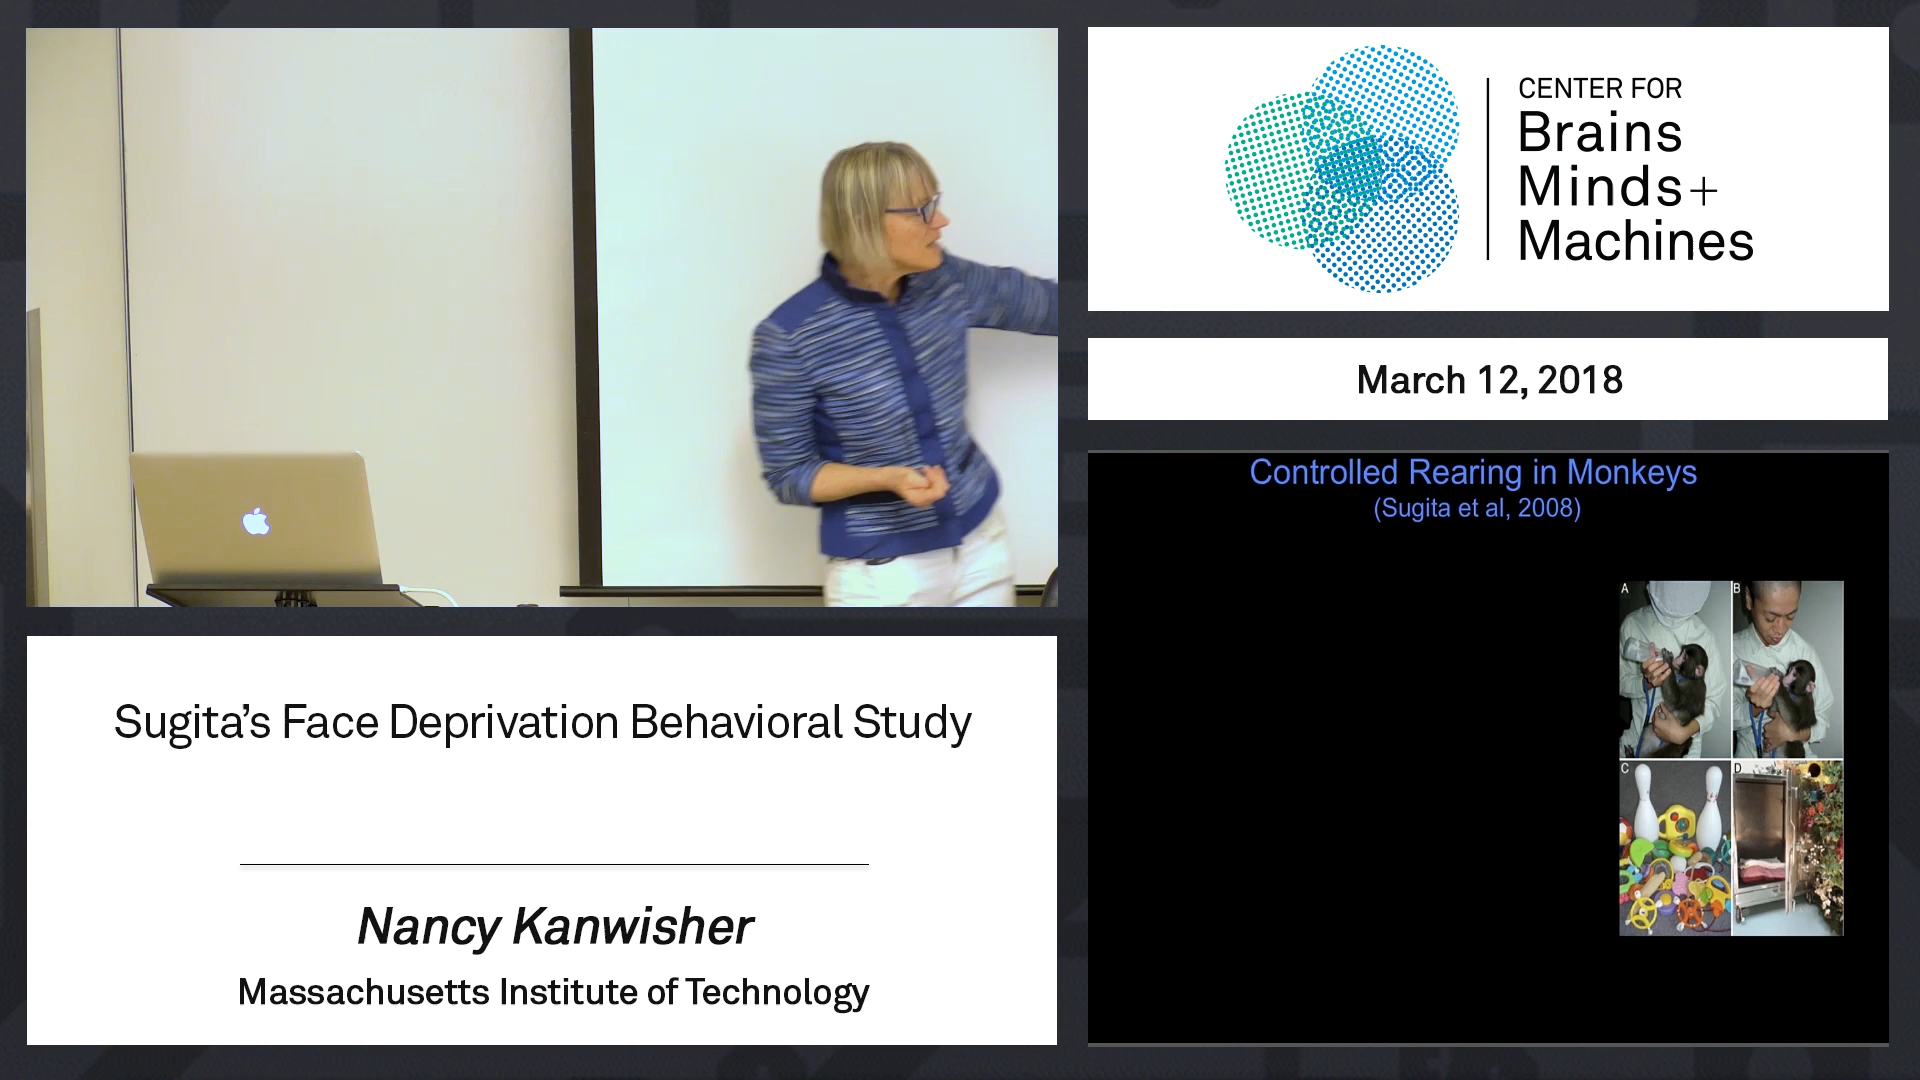 CENTER FOR
Brains
Minds+
Machines
March 12, 2018
Controlled Rearing in Monkeys
(Sugita et al, 2008)
A
B
C
D
Sugita's Face Deprivation Behavioral Study
Nancy Kanwisher
Massachusetts Institute of Technology